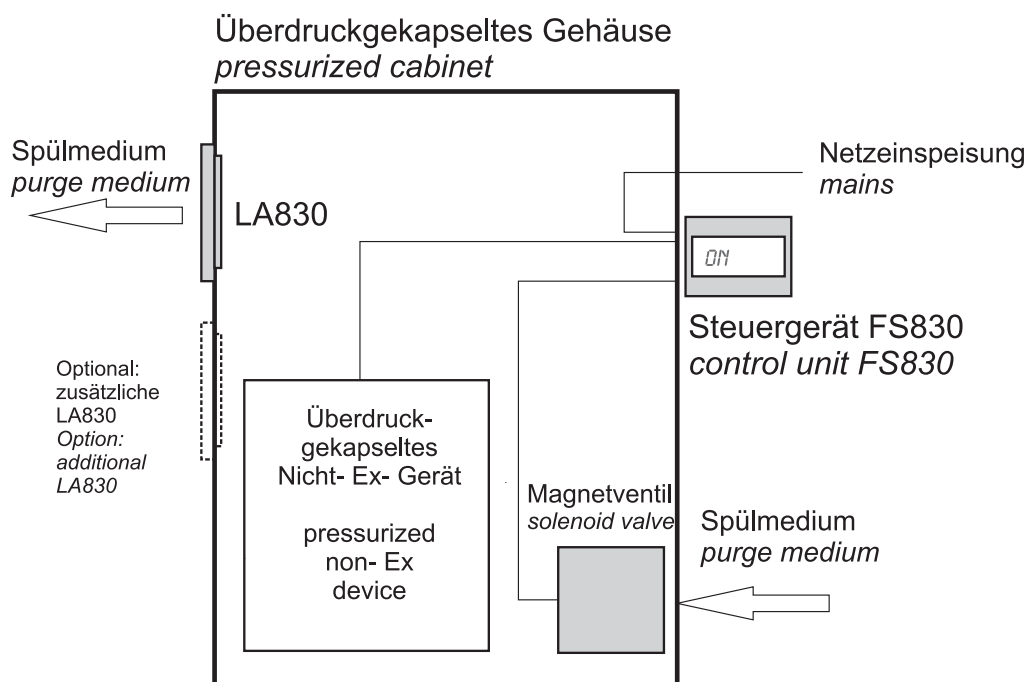 Überdruckgekapseltes Gehäuse
pressurized cabinet
Spülmedium
purge medium
LA830
Netzeinspeisung
mains
ON
Steuergerät FS830
control unit FS830
Optional:
zusätzliche
LA830
Option:
additional
LA830
Überdruck-
gekapseltes
Nicht- Ex- Gerät
pressurized
non- Ex
device
Magnetventil
solenoid valve
Spülmedium
purge medium